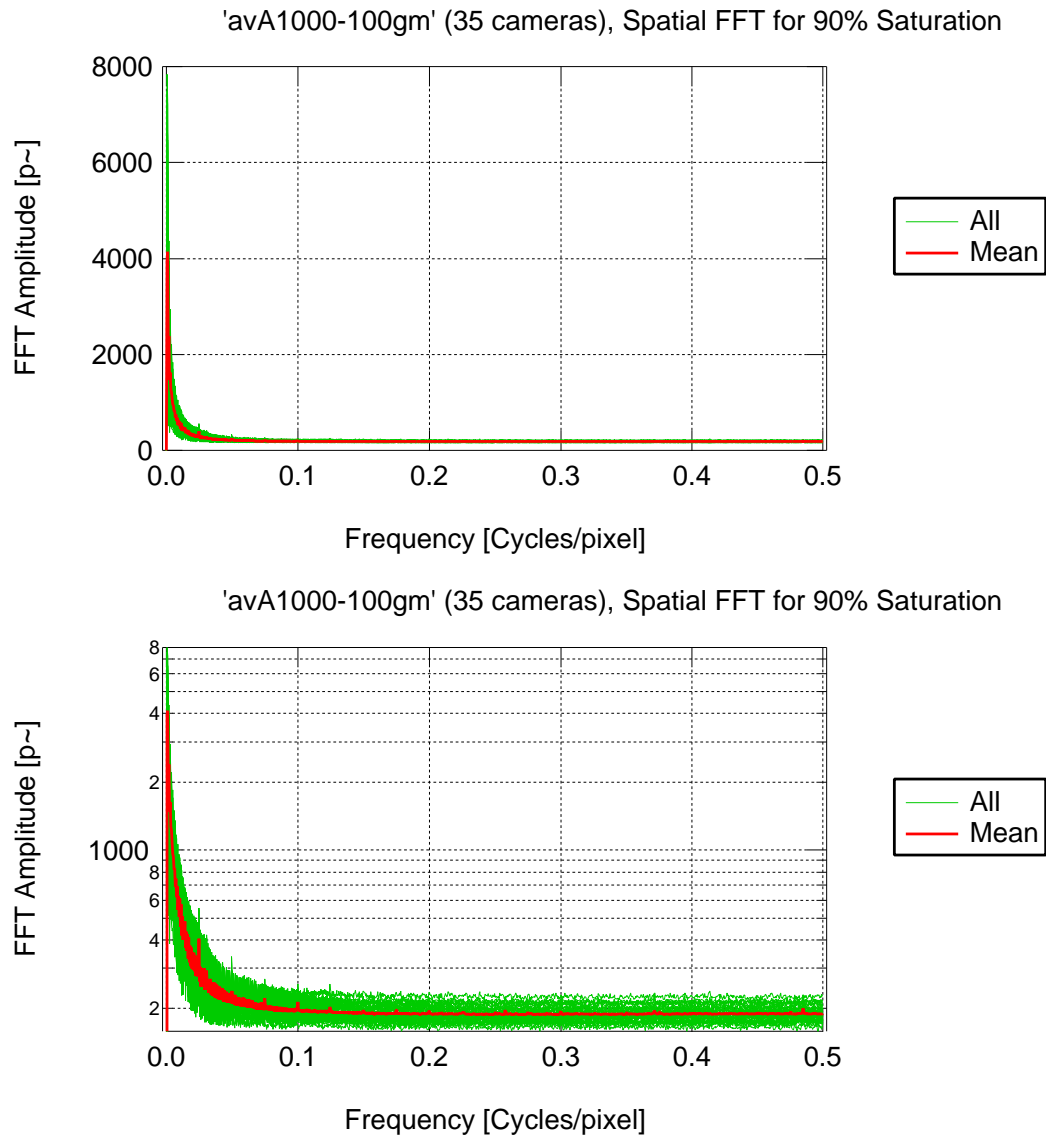 'avA1000-100gm' (35 cameras), Spatial FFT for 90% Saturation
8000
6000
4000
2000
0
FFT Amplitude [p~]
0.0 0.1 0.2 0.3 0.4 0.5
Frequency [Cycles/pixel]
All
Mean
'avA1000-100gm' (35 cameras), Spatial FFT for 90% Saturation
8
6
4
2
1000
8
6
4
2
FFT Amplitude [p~]
0.0 0.1 0.2 0.3 0.4 0.5
Frequency [Cycles/pixel]
All
Mean